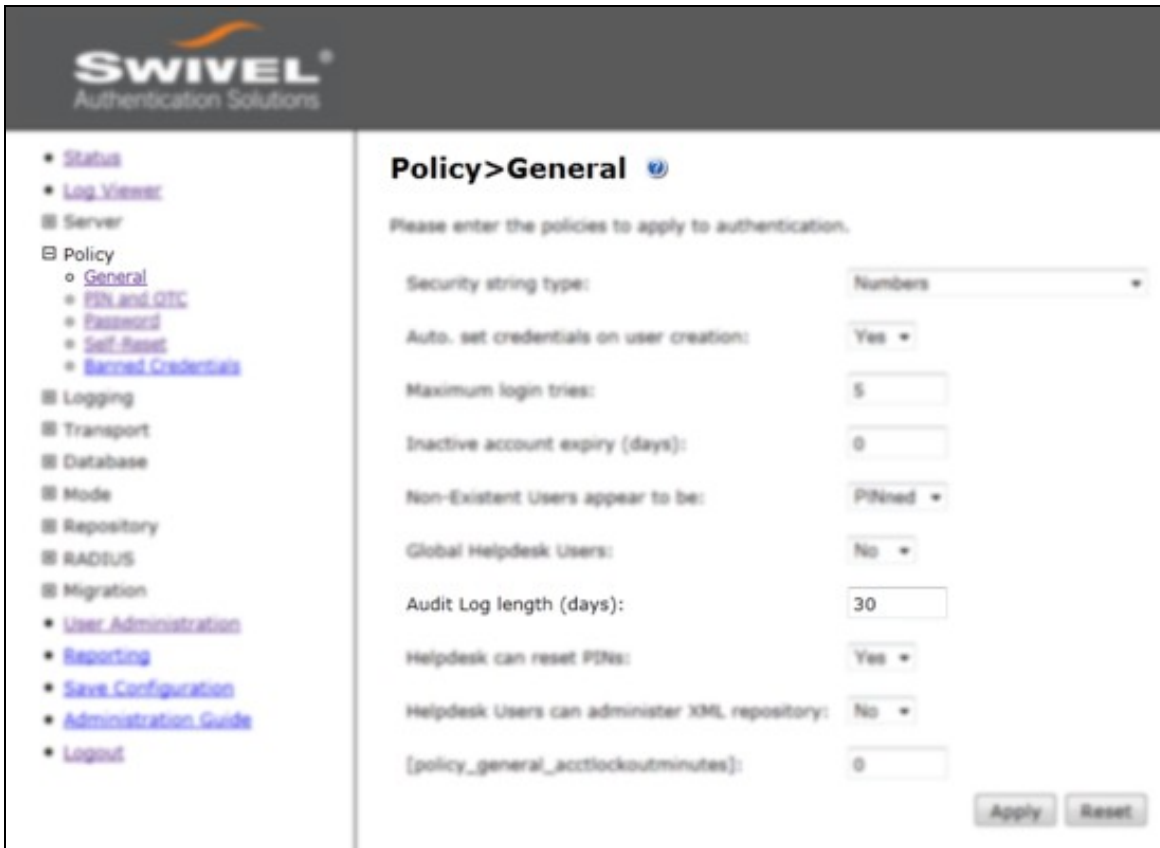 SWIVEL®
Authentication Solutions
Status
Log Viewer
Server
Policy
General
PIN and OTC
Password
Self-Reset
Banned Credentials
Logging
Transport
Database
Mode
Repository
RADIUS
Migration
User Administration
Reporting
Save Configuration
Administration Guide
Logout
Policy>General ?
Please enter the policies to apply to authentication.
Security string type: Numbers
Auto. set credentials on user creation: Yes
Maximum login tries: 5
Inactive account expiry (days): 0
Non-Existent Users appear to be: PINned
Global Helpdesk Users: No
Audit Log length (days): 30
Helpdesk can reset PINs: Yes
Helpdesk Users can administer XML repository: No
[policy_general_acctlockoutminutes]: 0
Apply Reset